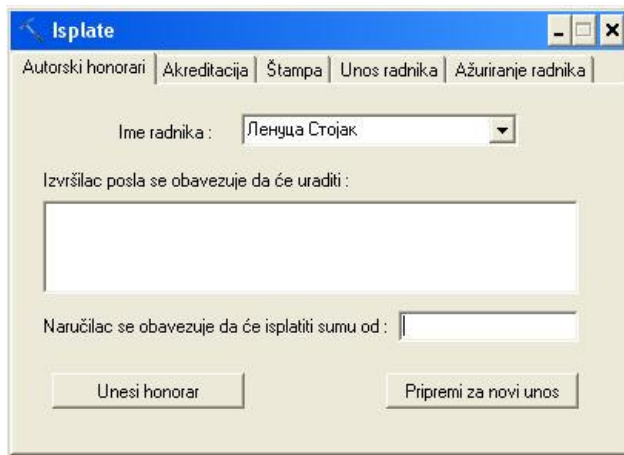 Isplate
Autorski honorari Akreditacija Štampa Unos radnika Ažuriranje radnika
Ime radnika : Ленуца Стојак
Izvršilac posla se obavezuje da će uraditi :
Naručilac se obavezuje da će isplatiti sumu od :
Unesi honorar Pripremi za novi unos